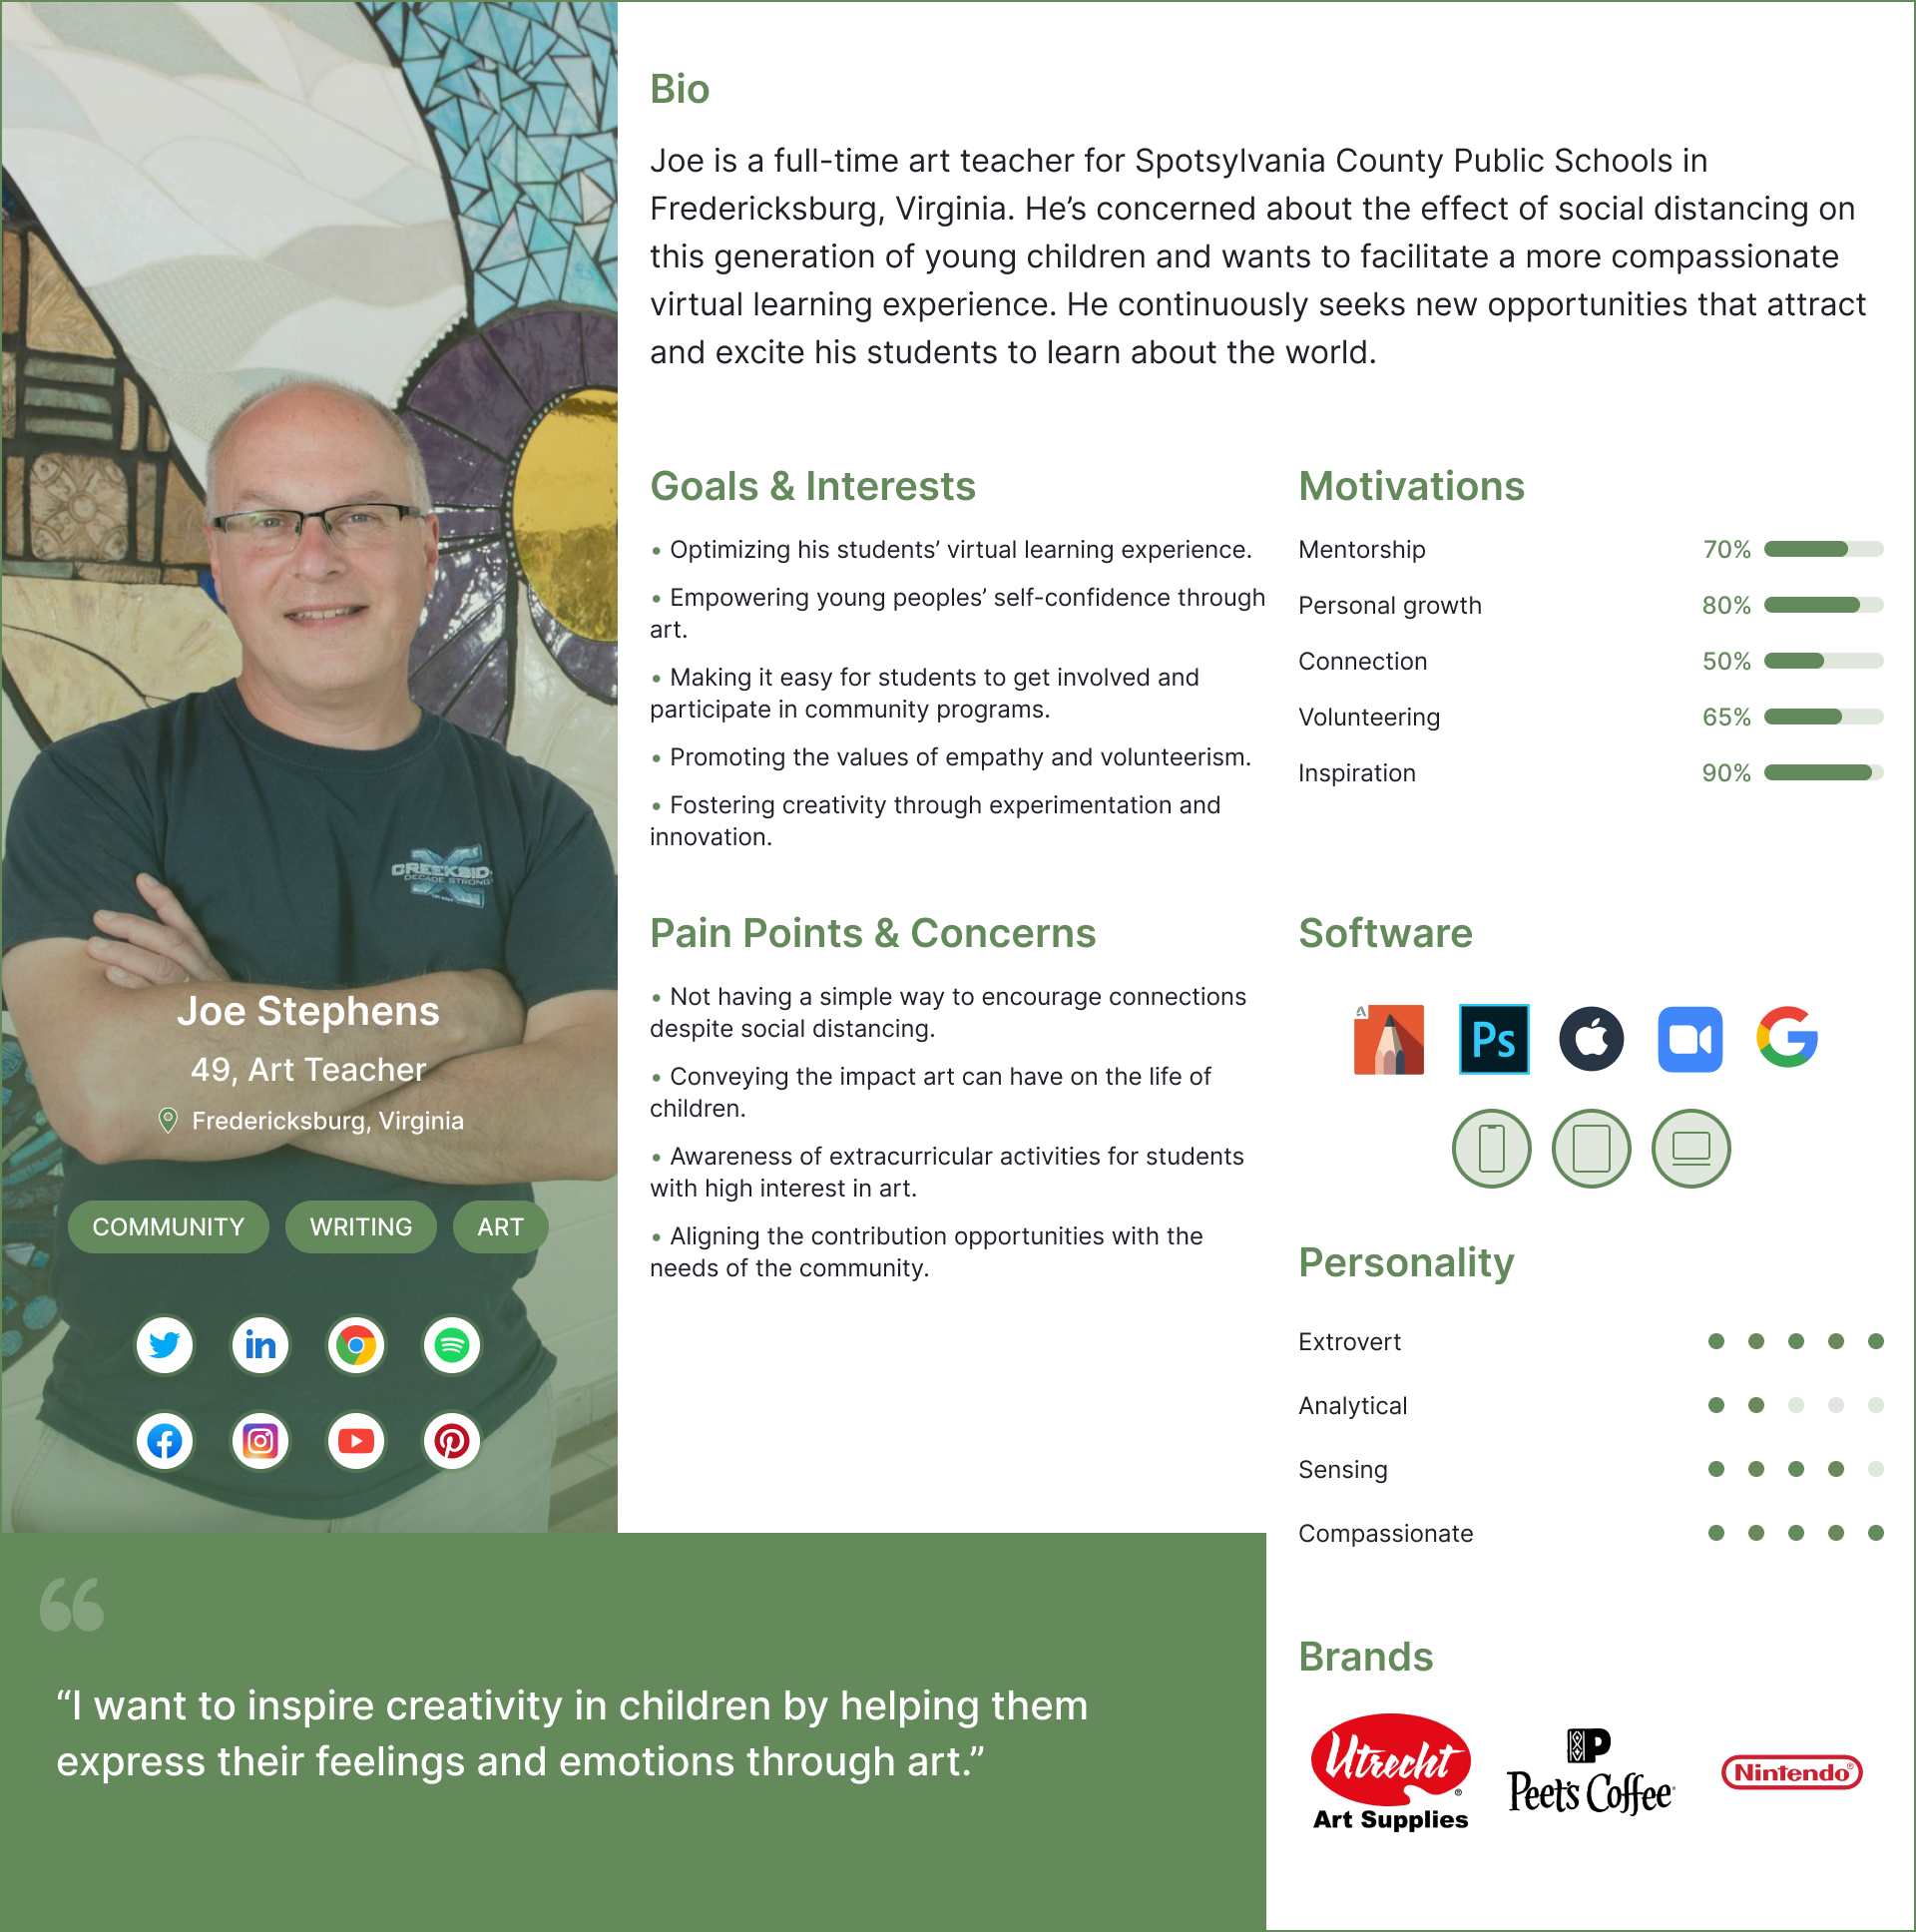 Bio
Joe is a full-time art teacher for Spotsylvania County Public Schools in
Fredericksburg, Virginia. He’s concerned about the effect of social distancing on
this generation of young children and wants to facilitate a more compassionate
virtual learning experience. He continuously seeks new opportunities that attract
and excite his students to learn about the world.
Goals & Interests
• Optimizing his students’ virtual learning experience.
• Empowering young peoples’ self-confidence through
art.
• Making it easy for students to get involved and
participate in community programs.
• Promoting the values of empathy and volunteerism.
• Fostering creativity through experimentation and
innovation.
Motivations
Mentorship 70%
Personal growth 80%
Connection 50%
Volunteering 65%
Inspiration 90%
Pain Points & Concerns
• Not having a simple way to encourage connections
despite social distancing.
• Conveying the impact art can have on the life of
children.
• Awareness of extracurricular activities for students
with high interest in art.
• Aligning the contribution opportunities with the
needs of the community.
Software
Ps
Personality
Extrovert
Analytical
Sensing
Compassionate
Brands
Utrecht
Art Supplies
Peet's Coffee
Nintendo
CREEKSID
DECADE STRONG
Joe Stephens
49, Art Teacher
Fredericksburg, Virginia
COMMUNITY WRITING ART
in
“I want to inspire creativity in children by helping them
express their feelings and emotions through art.”